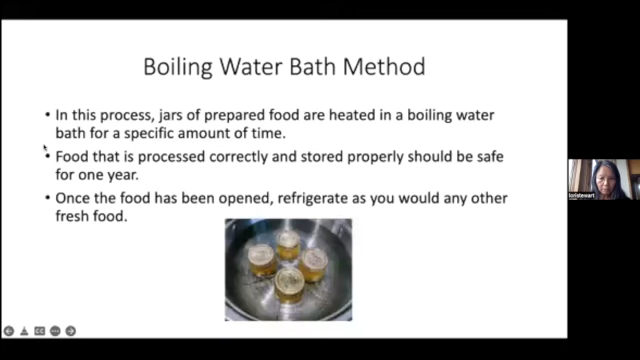 Boiling Water Bath Method
• In this process, jars of prepared food are heated in a boiling water
bath for a specific amount of time.
• Food that is processed correctly and stored properly should be safe
for one year.
• Once the food has been opened, refrigerate as you would any other
fresh food.
loristewart